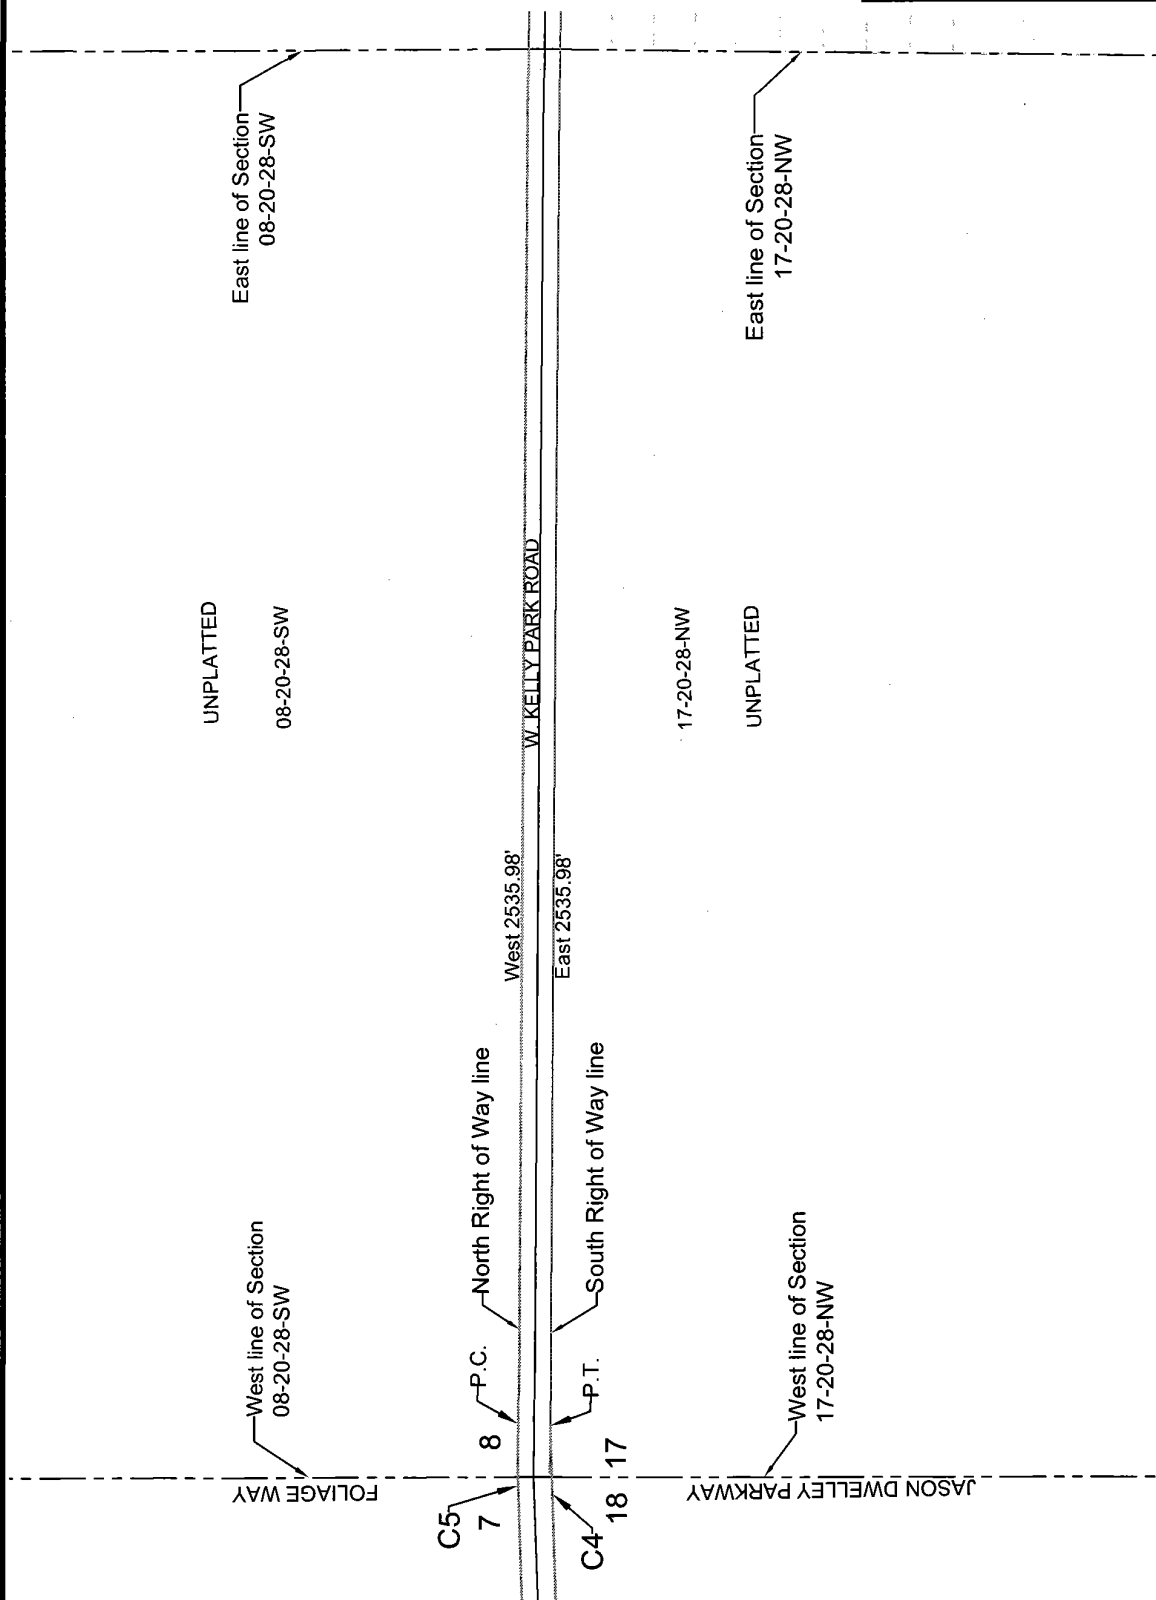 FOLIAGE WAY
West line of Section
08-20-28-SW
UNPLATTED
08-20-28-SW
East line of Section
08-20-28-SW
C5
7
8
P.C.
North Right of Way line
West 2535.98'
W. KELLY PARK ROAD
East 2535.98'
C4
18
17
P.T.
South Right of Way line
17-20-28-NW
UNPLATTED
JASON DWELLEY PARKWAY
West line of Section
17-20-28-NW
East line of Section
17-20-28-NW